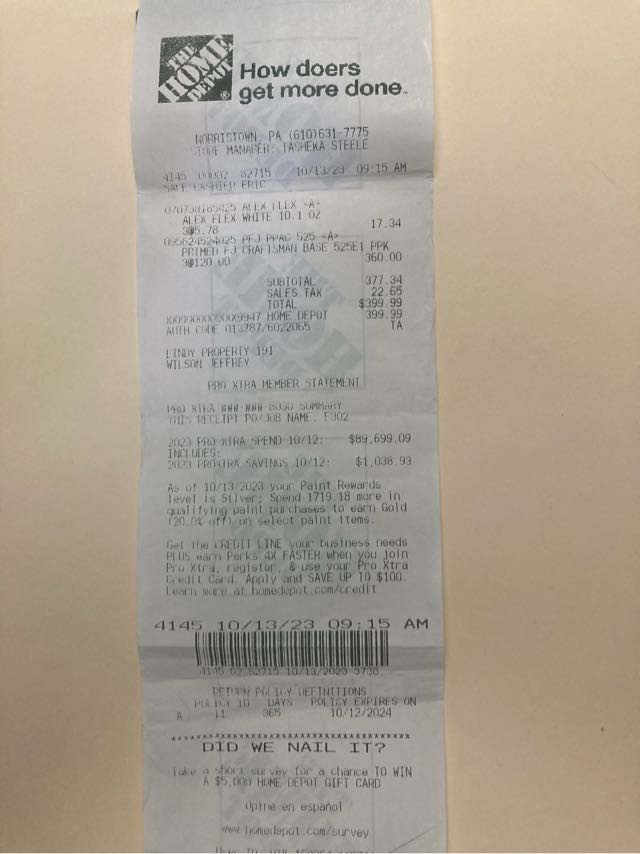 THE
HOME
DEPOT
How doers
get more done.
NORRISTOWN, PA (610)631-7775
STORE MANAGER: TASHEKA STEELE
4145 00002 82715 10/13/23 09:15 AM
SALE CASHIER ERIC
ALEX FLEX <A>
ALEX FLEX WHITE 10.1 OZ
3@5.78 17.34
095624524025 PFJ PPAC 525 <A>
PRIMED FJ CRAFTSMAN BASE 525E1 PPK
3@120.00 360.00
SUBTOTAL 377.34
SALES TAX 22.65
TOTAL $399.99
XXXXXXXXXXXX9947 HOME DEPOT 399.99
AUTH CODE 013787/6022065 TA
LINDY PROPERTY 191
WILSON JEFFREY
PRO XTRA MEMBER STATEMENT
PRO XTRA ###-### SUMMARY
THIS RECEIPT PO/JOB NAME:
2023 PRO XTRA SPEND 10/12: $89,699.09
INCLUDES:
2023 PROXTRA SAVINGS 10/12: $1,038.93
As of 10/13/2023 your Paint Rewards
level is Silver; Spend 1719.18 more in
qualifying paint purchases to earn Gold
(20.0% off) on select paint items.
Get the CREDIT LINE your business needs
PLUS earn Perks 4X FASTER when you join
Pro Xtra, register, & use your Pro Xtra
Credit Card. Apply and SAVE UP TO $100.
Learn more at homedepot.com/credit
4145 10/13/23 09:15 AM
4145 02 82715 10/13/2023 3738
RETURN POLICY DEFINITIONS
POLICY ID DAYS POLICY EXPIRES ON
A 11 365 10/12/2024
DID WE NAIL IT?
Take a short survey for a chance TO WIN
A $5,000 HOME DEPOT GIFT CARD
Opine en español
www.homedepot.com/survey
User ID: